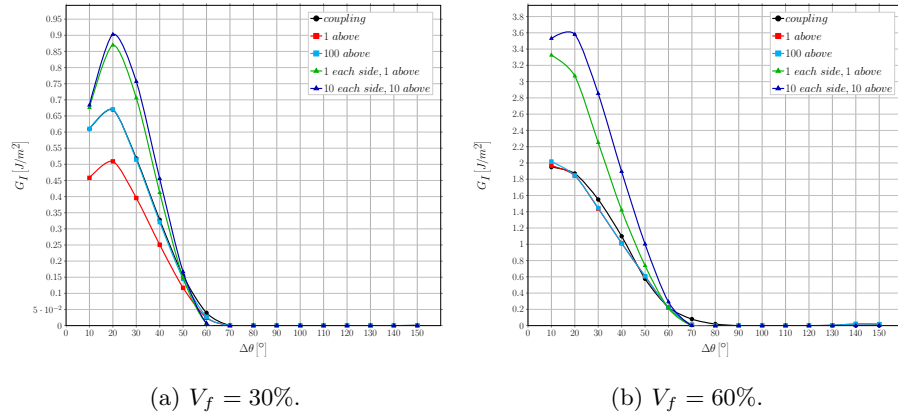 0.95
0.9
0.85
0.8
0.75
0.7
0.65
0.6
0.55
0.5
0.45
0.4
0.35
0.3
0.25
0.2
0.15
0.1
5 · 10⁻²
0
G_I [J/m²]
10 20 30 40 50 60 70 80 90 100 110 120 130 140 150
Δθ [°]
coupling
1 above
100 above
1 each side, 1 above
10 each side, 10 above
(a) V_f = 30%.
3.8
3.6
3.4
3.2
3
2.8
2.6
2.4
2.2
2
1.8
1.6
1.4
1.2
1
0.8
0.6
0.4
0.2
0
G_I [J/m²]
10 20 30 40 50 60 70 80 90 100 110 120 130 140 150
Δθ [°]
coupling
1 above
100 above
1 each side, 1 above
10 each side, 10 above
(b) V_f = 60%.